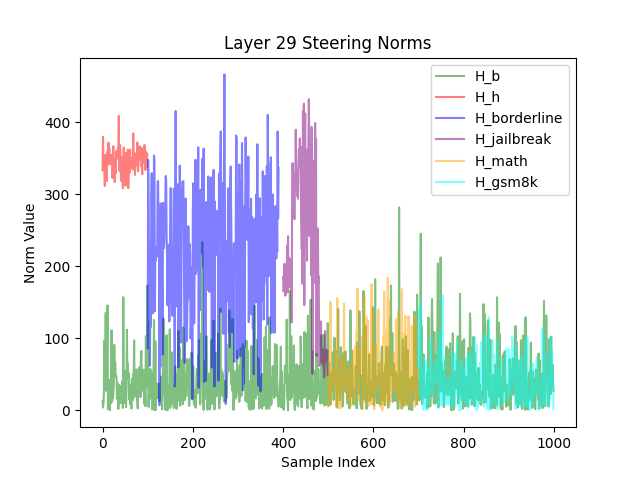 Layer 29 Steering Norms
H_b
H_h
H_borderline
H_jailbreak
H_math
H_gsm8k
Norm Value
400
300
200
100
0
0
200
400
600
800
1000
Sample Index